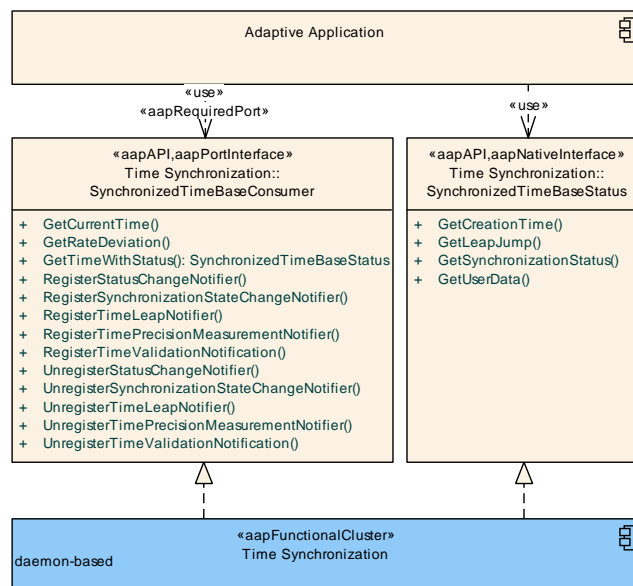 Adaptive Application
«use»
«aapRequiredPort»
«use»
«aapAPI,aapPortInterface»
Time Synchronization::
SynchronizedTimeBaseConsumer
+ GetCurrentTime()
+ GetRateDeviation()
+ GetTimeWithStatus(): SynchronizedTimeBaseStatus
+ RegisterStatusChangeNotifier()
+ RegisterSynchronizationStateChangeNotifier()
+ RegisterTimeLeapNotifier()
+ RegisterTimePrecisionMeasurementNotifier()
+ RegisterTimeValidationNotification()
+ UnregisterStatusChangeNotifier()
+ UnregisterSynchronizationStateChangeNotifier()
+ UnregisterTimeLeapNotifier()
+ UnregisterTimePrecisionMeasurementNotifier()
+ UnregisterTimeValidationNotification()
«aapAPI,aapNativeInterface»
Time Synchronization::
SynchronizedTimeBaseStatus
+ GetCreationTime()
+ GetLeapJump()
+ GetSynchronizationStatus()
+ GetUserData()
«aapFunctionalCluster»
Time Synchronization
daemon-based